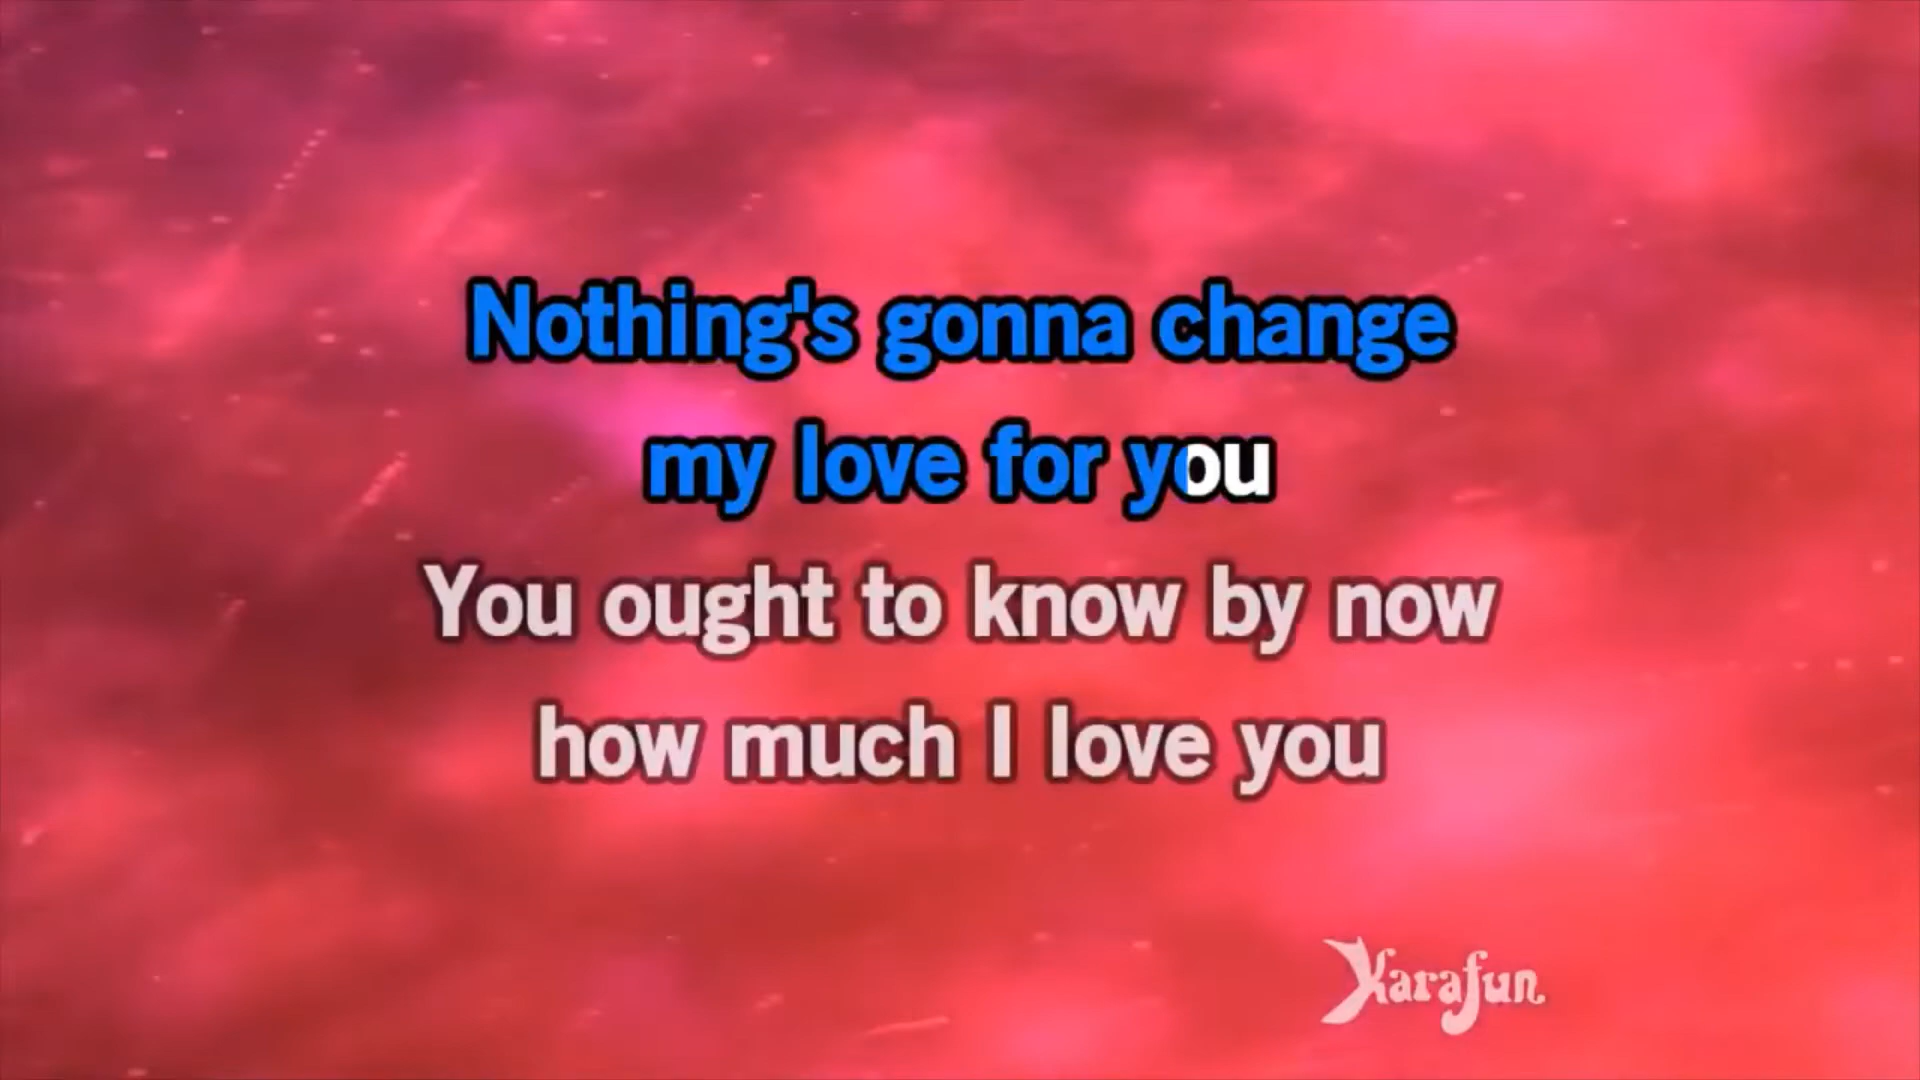 Nothing's gonna change
my love for you
You ought to know by now
how much I love you
Karafun